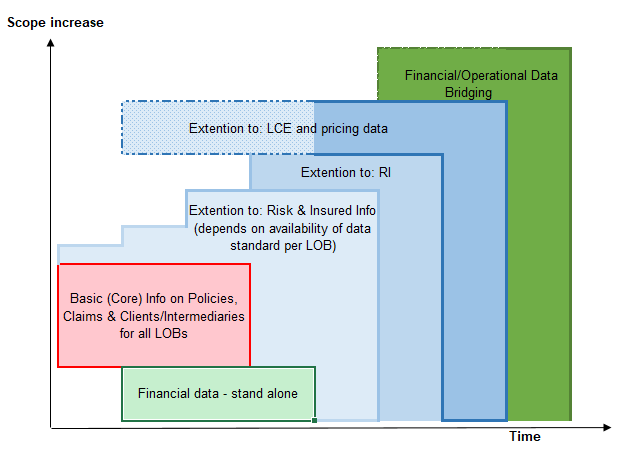 Scope increase
Financial/Operational Data
Bridging
Extention to: LCE and pricing data
Extention to: RI
Extention to: Risk & Insured Info
(depends on availability of data
standard per LOB)
Basic (Core) Info on Policies,
Claims & Clients/Intermediaries
for all LOBs
Financial data - stand alone
Time